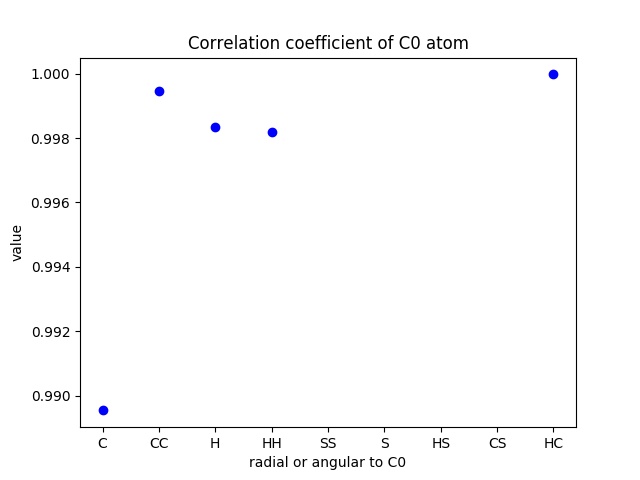 Correlation coefficient of C0 atom
1.000
0.998
0.996
0.994
0.992
0.990
value
C CC H HH SS S HS CS HC
radial or angular to C0